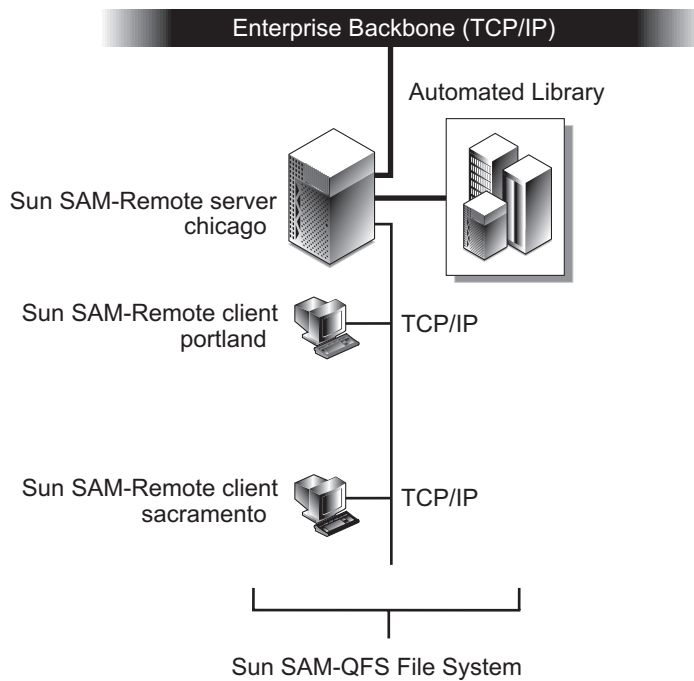 Enterprise Backbone (TCP/IP)
Automated Library
Sun SAM-Remote server
chicago
Sun SAM-Remote client
portland
TCP/IP
Sun SAM-Remote client
sacramento
TCP/IP
Sun SAM-QFS File System